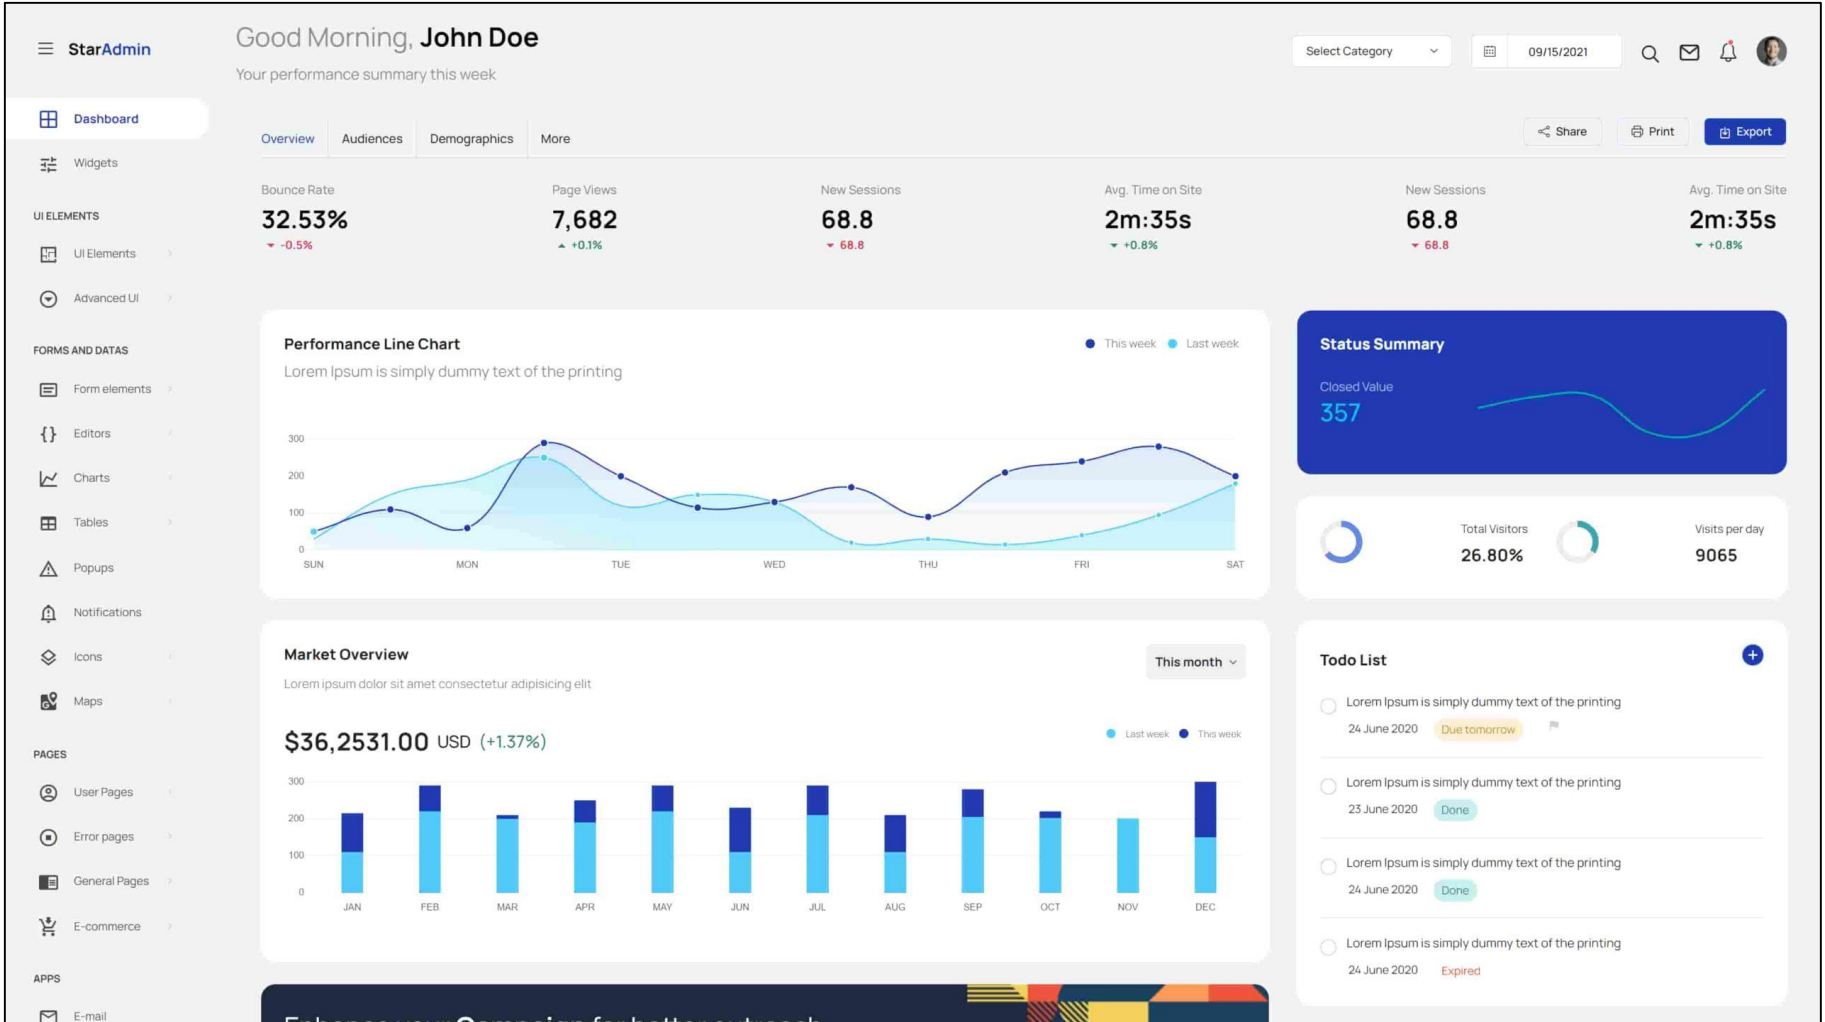 StarAdmin
Good Morning, John Doe
Your performance summary this week
Select Category
09/15/2021
Dashboard
Widgets
UI ELEMENTS
UI Elements
Advanced UI
FORMS AND DATAS
Form elements
Editors
Charts
Tables
Popups
Notifications
Icons
Maps
PAGES
User Pages
Error pages
General Pages
E-commerce
APPS
E-mail
Overview Audiences Demographics More
Share Print Export
Bounce Rate
32.53%
-0.5%
Page Views
7,682
+0.1%
New Sessions
68.8
68.8
Avg. Time on Site
2m:35s
+0.8%
New Sessions
68.8
68.8
Avg. Time on Site
2m:35s
+0.8%
Performance Line Chart
Lorem Ipsum is simply dummy text of the printing
This week Last week
300
200
100
0
SUN MON TUE WED THU FRI SAT
Status Summary
Closed Value
357
Total Visitors
26.80%
Visits per day
9065
Market Overview
Lorem ipsum dolor sit amet consectetur adipisicing elit
This month
$36,2531.00 USD (+1.37%)
Last week This week
300
200
100
0
JAN FEB MAR APR MAY JUN JUL AUG SEP OCT NOV DEC
Todo List
Lorem Ipsum is simply dummy text of the printing
24 June 2020 Due tomorrow
Lorem Ipsum is simply dummy text of the printing
23 June 2020 Done
Lorem Ipsum is simply dummy text of the printing
24 June 2020 Done
Lorem Ipsum is simply dummy text of the printing
24 June 2020 Expired
Enhance your Campaign for better outreach